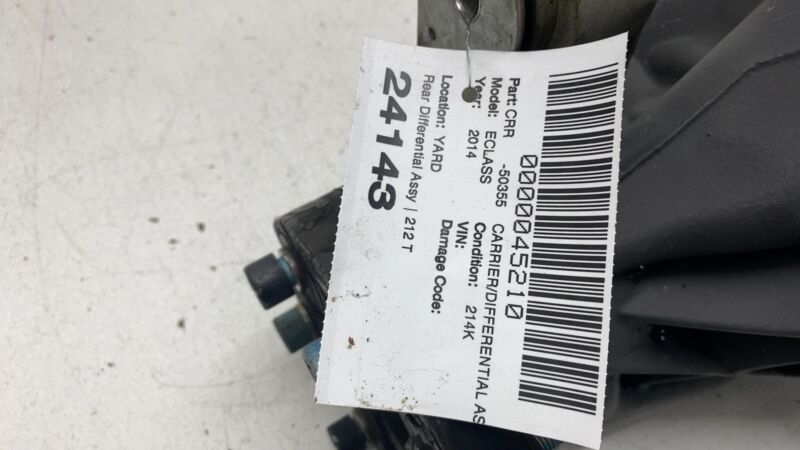 0000045210
Part: CRR -50355 CARRIER/DIFFERENTIAL AS
Model: ECLASS Condition: 214K
Year: 2014 VIN:
Damage Code:
Location: YARD
Rear Differential Assy | 212 T
24143